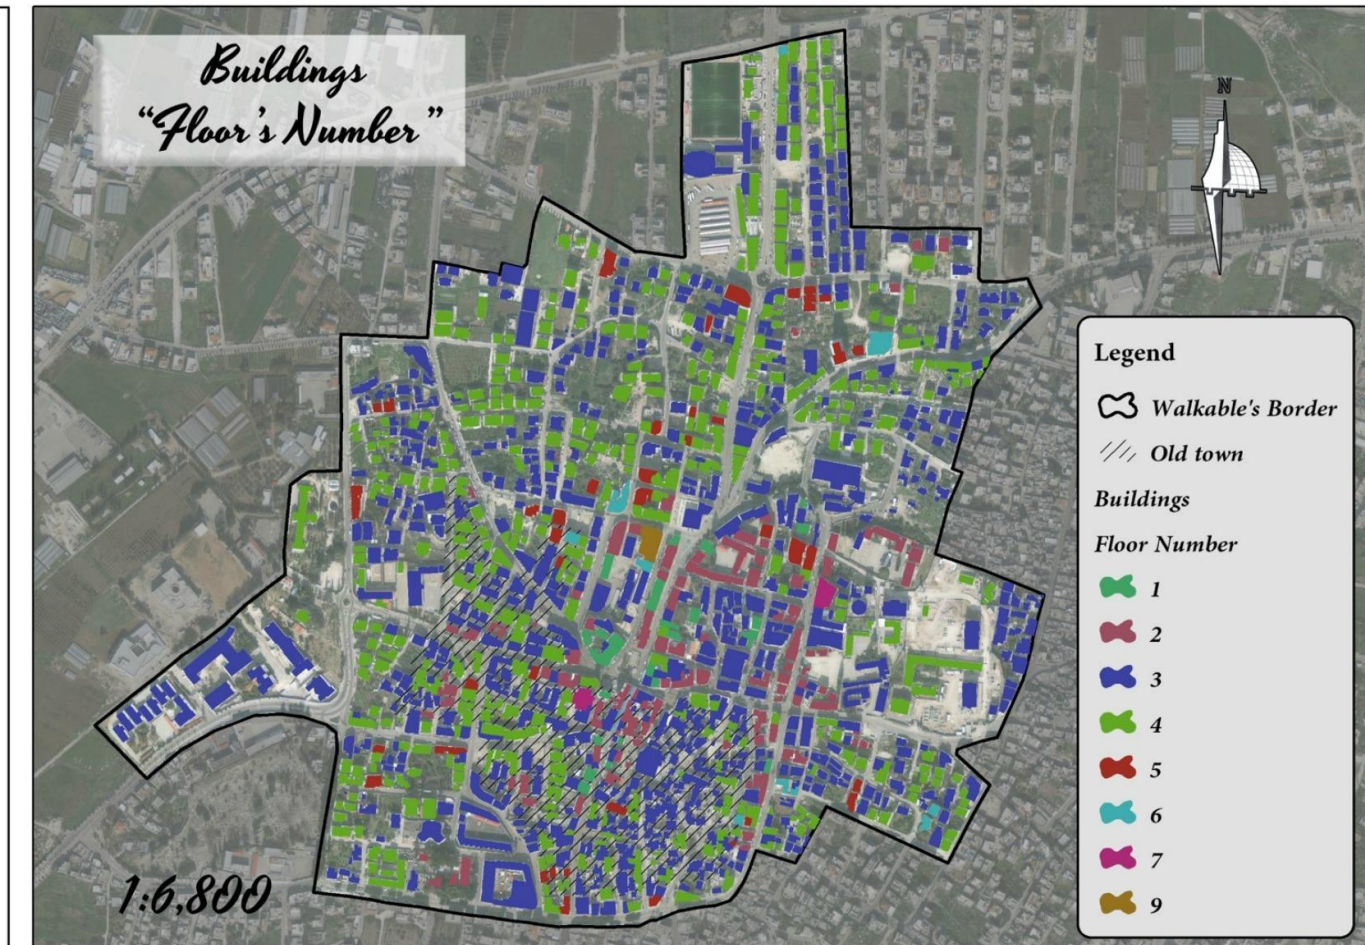 Buildings
“Floor's Number”
N
Legend
Walkable's Border
Old town
Buildings
Floor Number
1
2
3
4
5
6
7
9
1:6,800